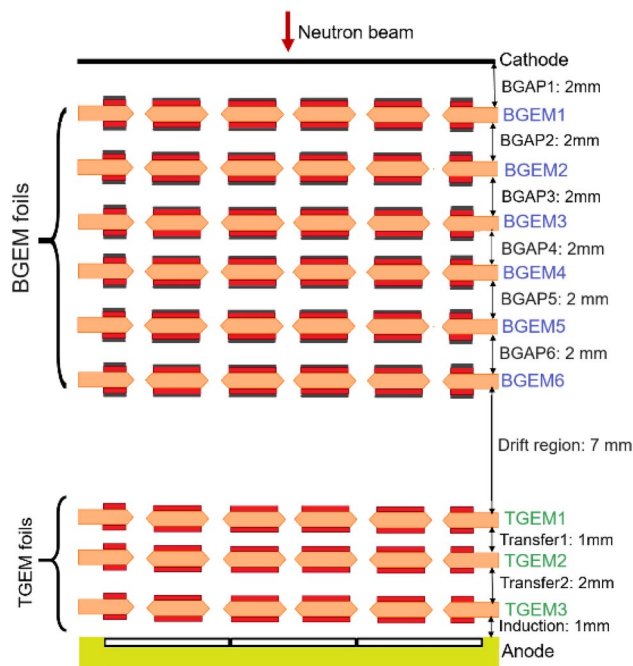 Neutron beam
Cathode
BGAP1: 2mm
BGEM1
BGAP2: 2mm
BGEM2
BGAP3: 2mm
BGEM3
BGAP4: 2mm
BGEM4
BGAP5: 2 mm
BGEM5
BGAP6: 2 mm
BGEM6
BGEM foils
Drift region: 7 mm
TGEM1
Transfer1: 1mm
TGEM2
Transfer2: 2mm
TGEM3
Induction: 1mm
Anode
TGEM foils